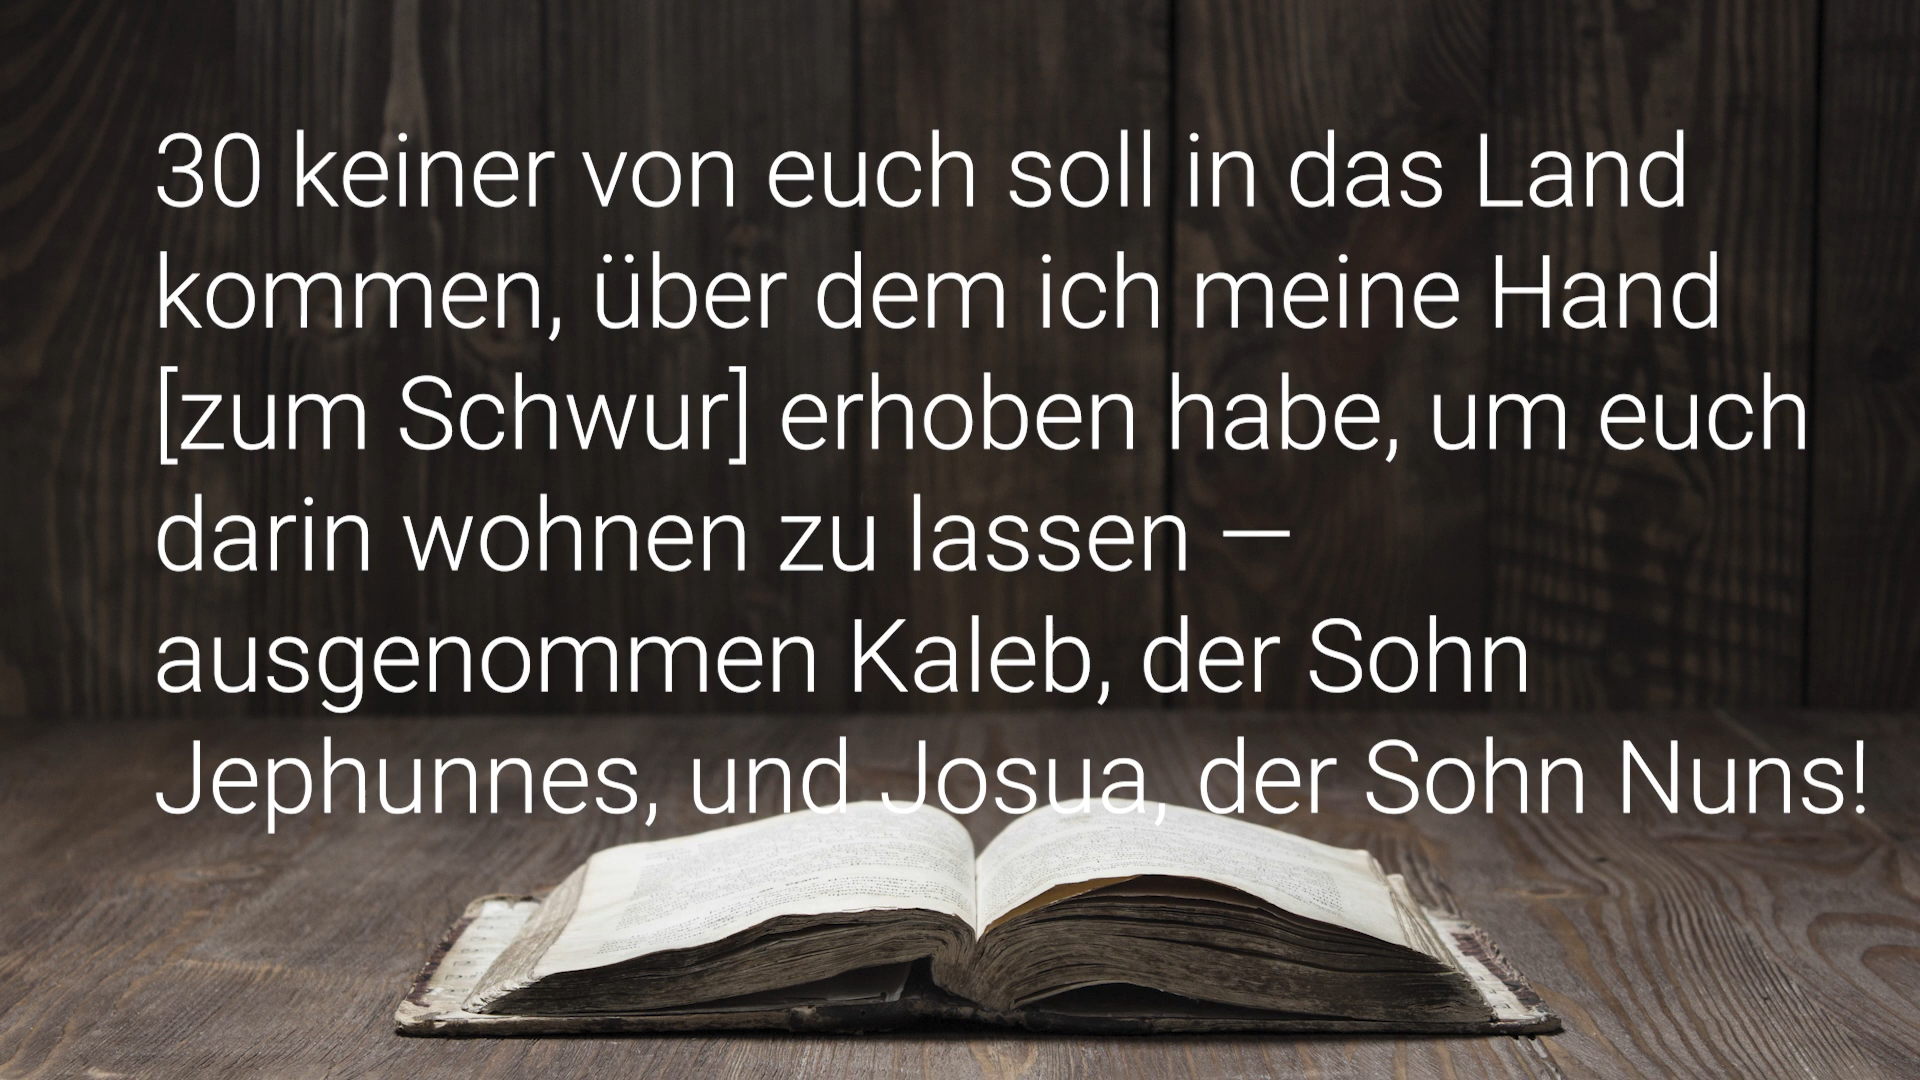 30 keiner von euch soll in das Land
kommen, über dem ich meine Hand
[zum Schwur] erhoben habe, um euch
darin wohnen zu lassen —
ausgenommen Kaleb, der Sohn
Jephunnes, und Josua, der Sohn Nuns!